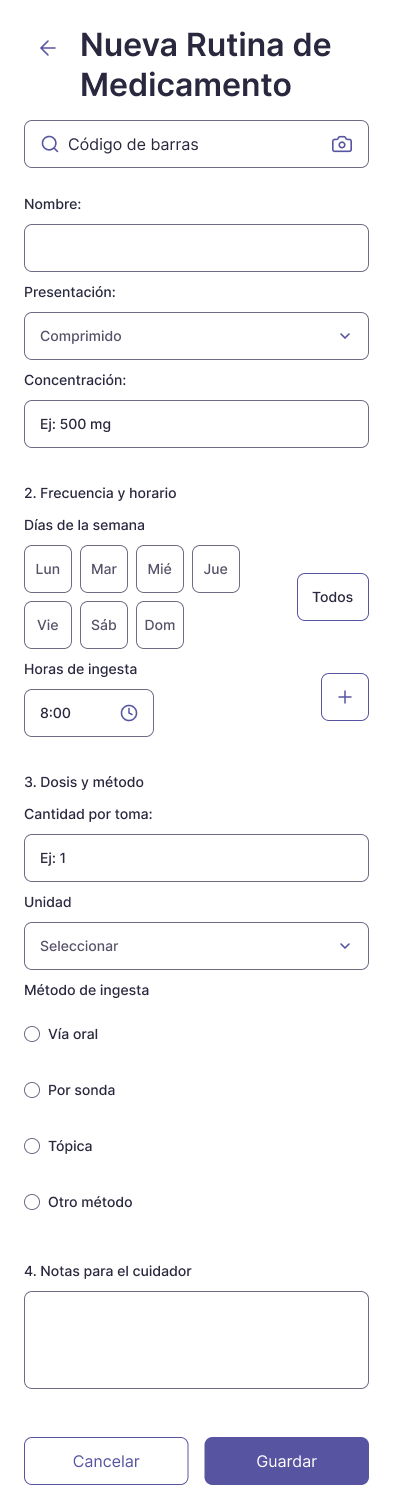 Nueva Rutina de
Medicamento
Código de barras
Nombre:
Presentación:
Comprimido
Concentración:
Ej: 500 mg
2. Frecuencia y horario
Días de la semana
Lun Mar Mié Jue
Todos
Vie Sáb Dom
Horas de ingesta
8:00
3. Dosis y método
Cantidad por toma:
Ej: 1
Unidad
Seleccionar
Método de ingesta
Vía oral
Por sonda
Tópica
Otro método
4. Notas para el cuidador
Cancelar Guardar